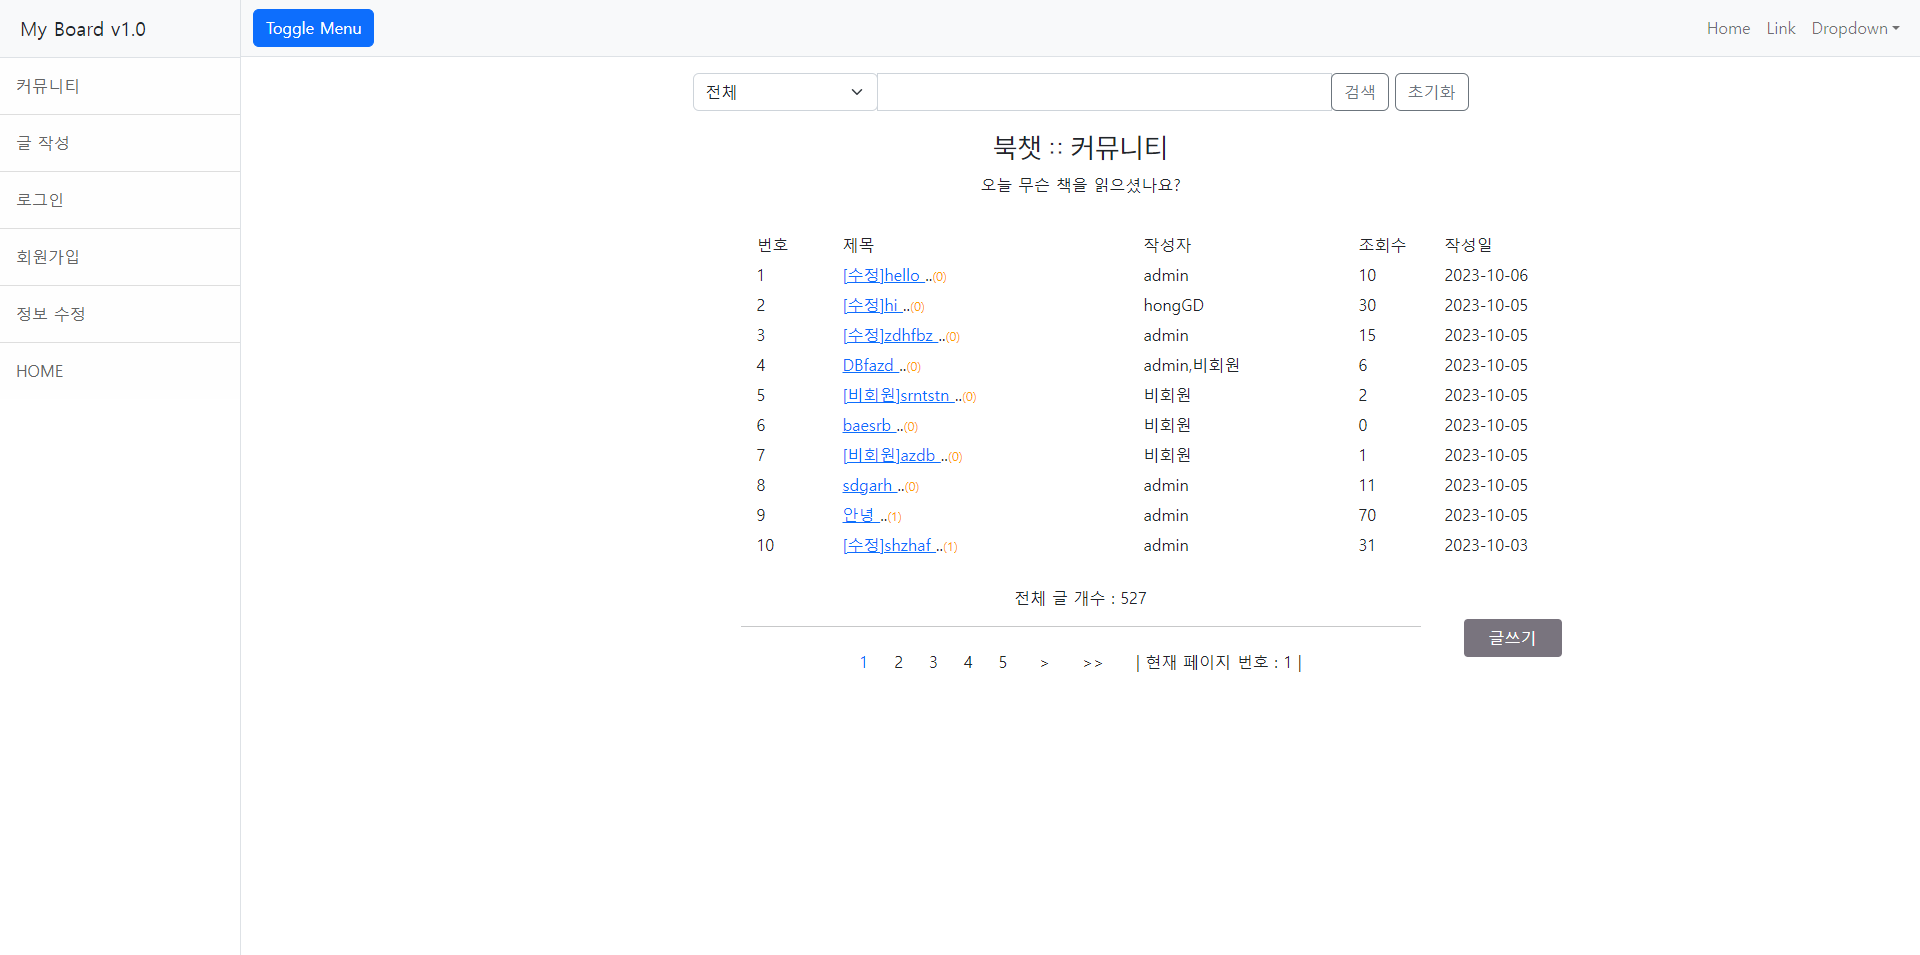 My Board v1.0
Toggle Menu
Home Link Dropdown
커뮤니티
글 작성
로그인
회원가입
정보 수정
HOME
전체 검색 초기화
북챗 :: 커뮤니티
오늘 무슨 책을 읽으셨나요?
번호 제목 작성자 조회수 작성일
1 [수정]hello ..(0) admin 10 2023-10-06
2 [수정]hi ..(0) hongGD 30 2023-10-05
3 [수정]zdhfbz ..(0) admin 15 2023-10-05
4 DBfazd ..(0) admin,비회원 6 2023-10-05
5 [비회원]srntstn ..(0) 비회원 2 2023-10-05
6 baesrb ..(0) 비회원 0 2023-10-05
7 [비회원]azdb ..(0) 비회원 1 2023-10-05
8 sdgarh ..(0) admin 11 2023-10-05
9 안녕 ..(1) admin 70 2023-10-05
10 [수정]shzhaf ..(1) admin 31 2023-10-03
전체 글 개수 : 527
글쓰기
1 2 3 4 5 > >> | 현재 페이지 번호 : 1 |